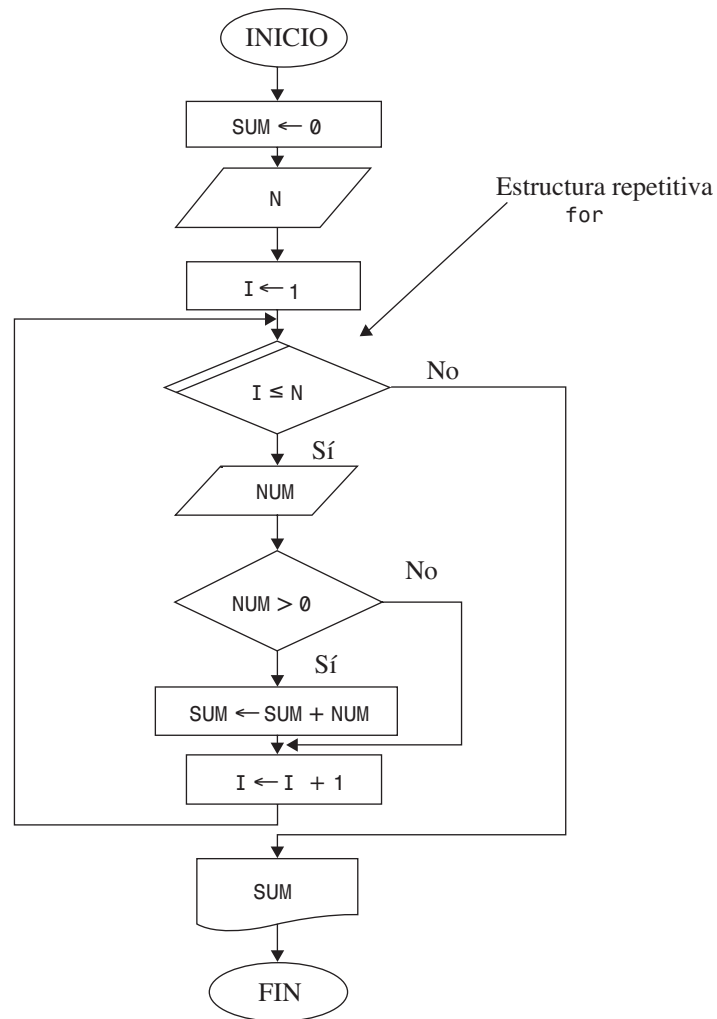 INICIO
SUM ← 0
N
Estructura repetitiva
for
I ← 1
I ≤ N
No
Sí
NUM
NUM > 0
No
Sí
SUM ← SUM + NUM
I ← I + 1
SUM
FIN